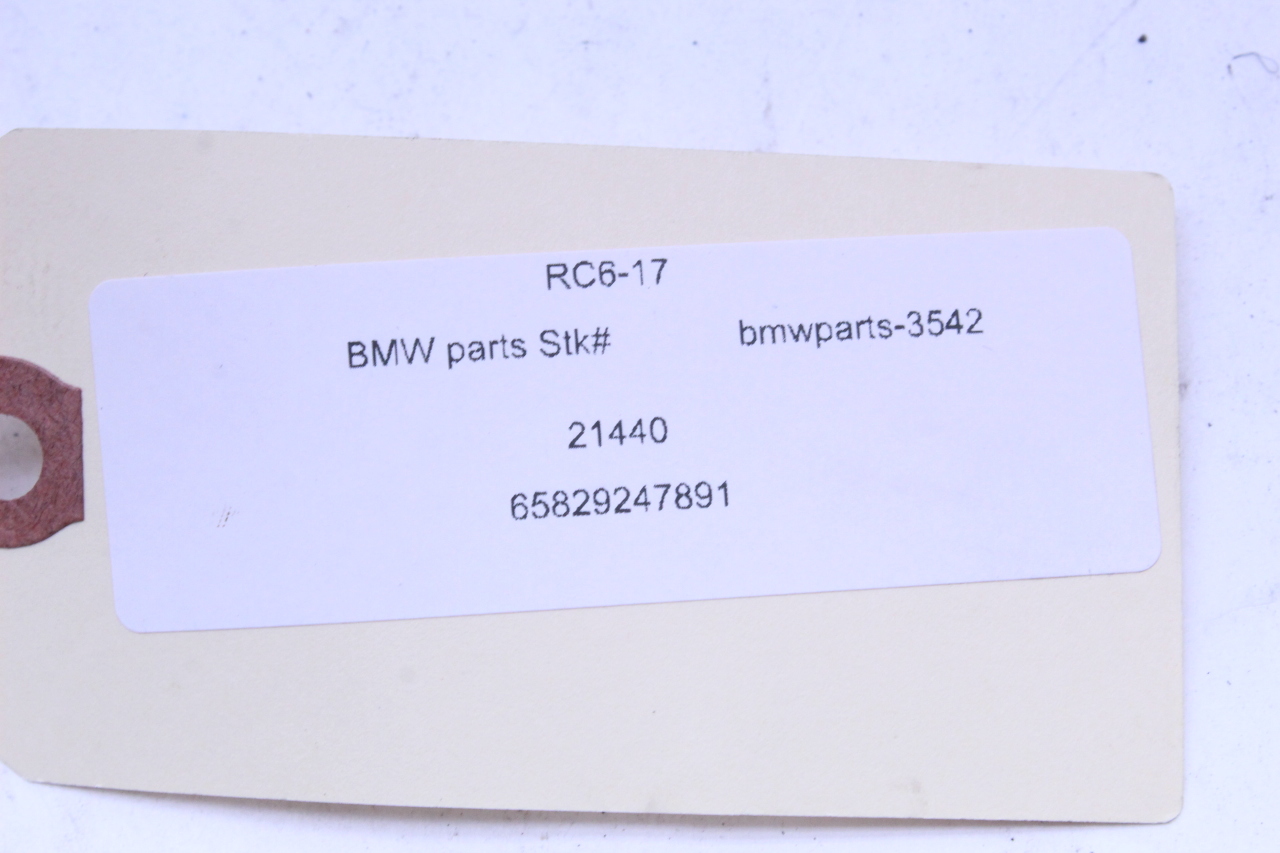 RC6-17
BMW parts Stk# bmwparts-3542
21440
65829247891